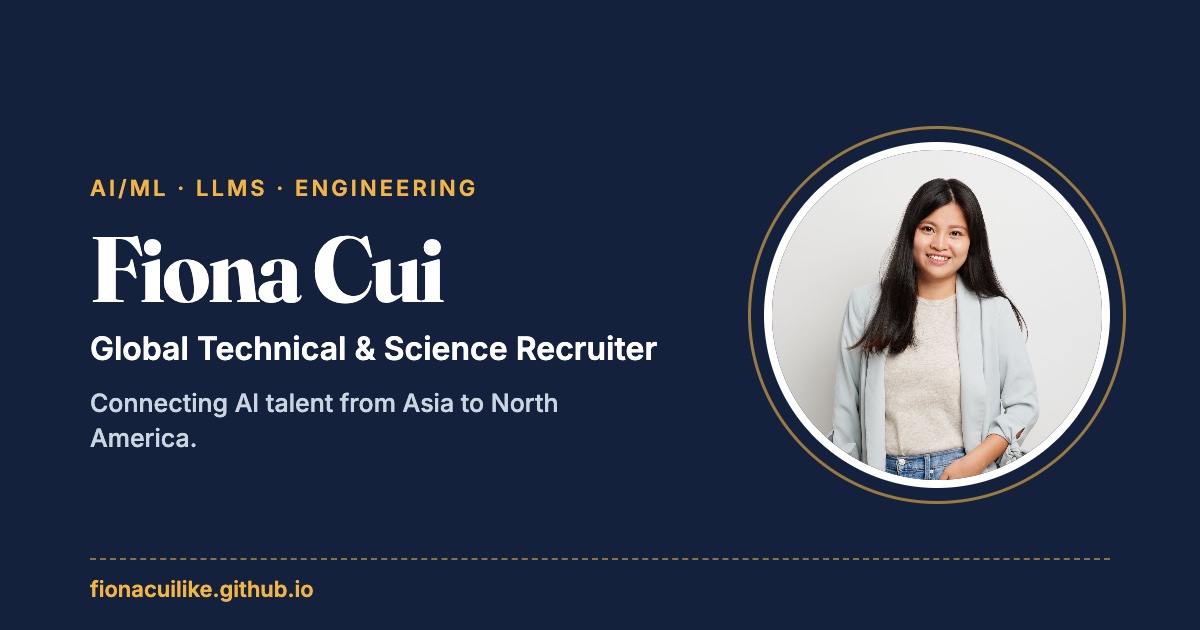 AI/ML · LLMS · ENGINEERING
Fiona Cui
Global Technical & Science Recruiter
Connecting AI talent from Asia to North
America.
fionacuilike.github.io